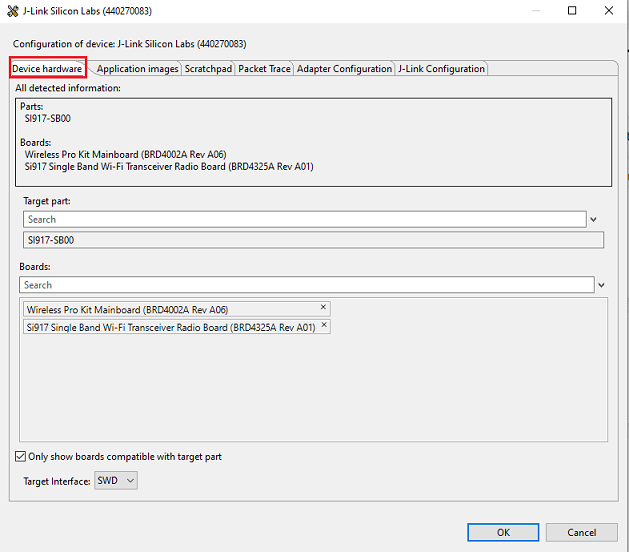 J-Link Silicon Labs (440270083)
Configuration of device: J-Link Silicon Labs (440270083)
Device hardware Application images Scratchpad Packet Trace Adapter Configuration J-Link Configuration
All detected information:
Parts:
SI917-SB00
Boards:
Wireless Pro Kit Mainboard (BRD4002A Rev A06)
Si917 Single Band Wi-Fi Transceiver Radio Board (BRD4325A Rev A01)
Target part:
Search
SI917-SB00
Boards:
Search
Wireless Pro Kit Mainboard (BRD4002A Rev A06) ×
Si917 Single Band Wi-Fi Transceiver Radio Board (BRD4325A Rev A01) ×
Only show boards compatible with target part
Target Interface: SWD
OK Cancel